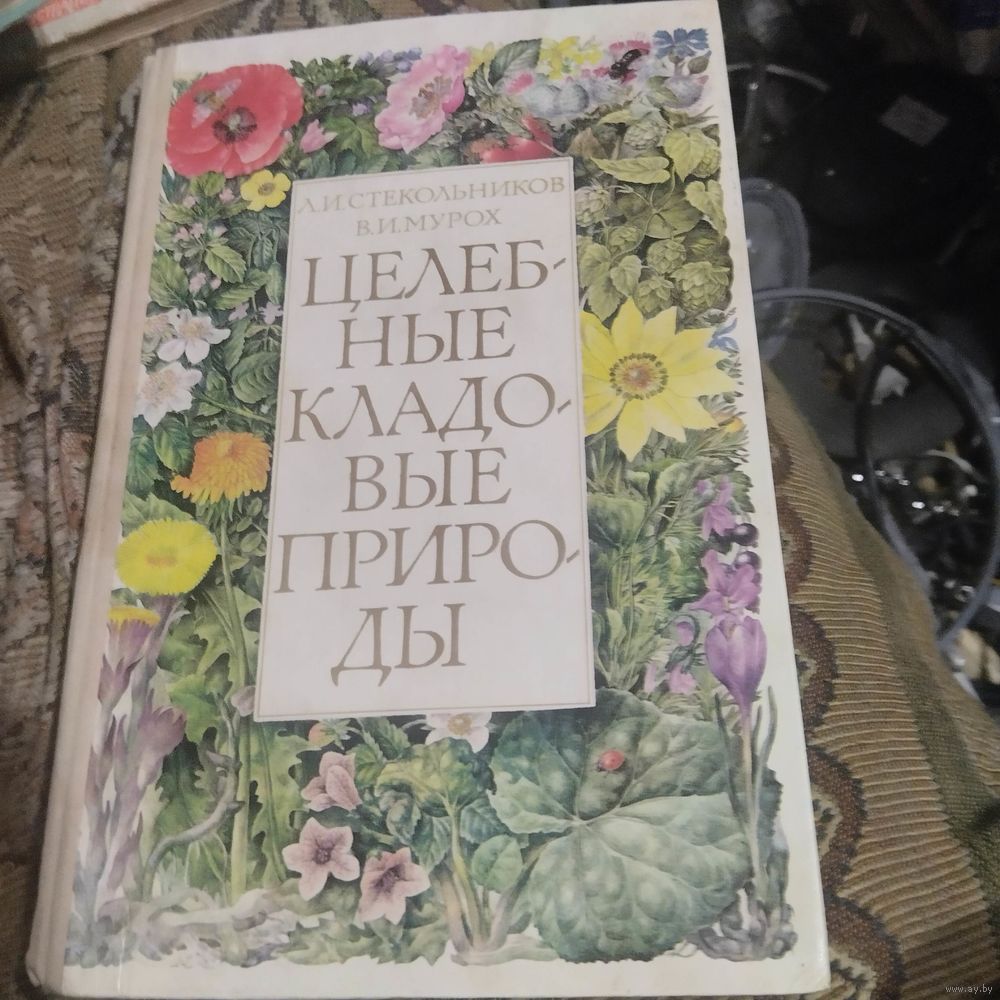 Л.И.СТЕКОЛЬНИКОВ
В.И.МУРОХ
ЦЕЛЕБ-
НЫЕ
КЛАДО-
ВЫЕ
ПРИРО-
ДЫ
www.ay.by